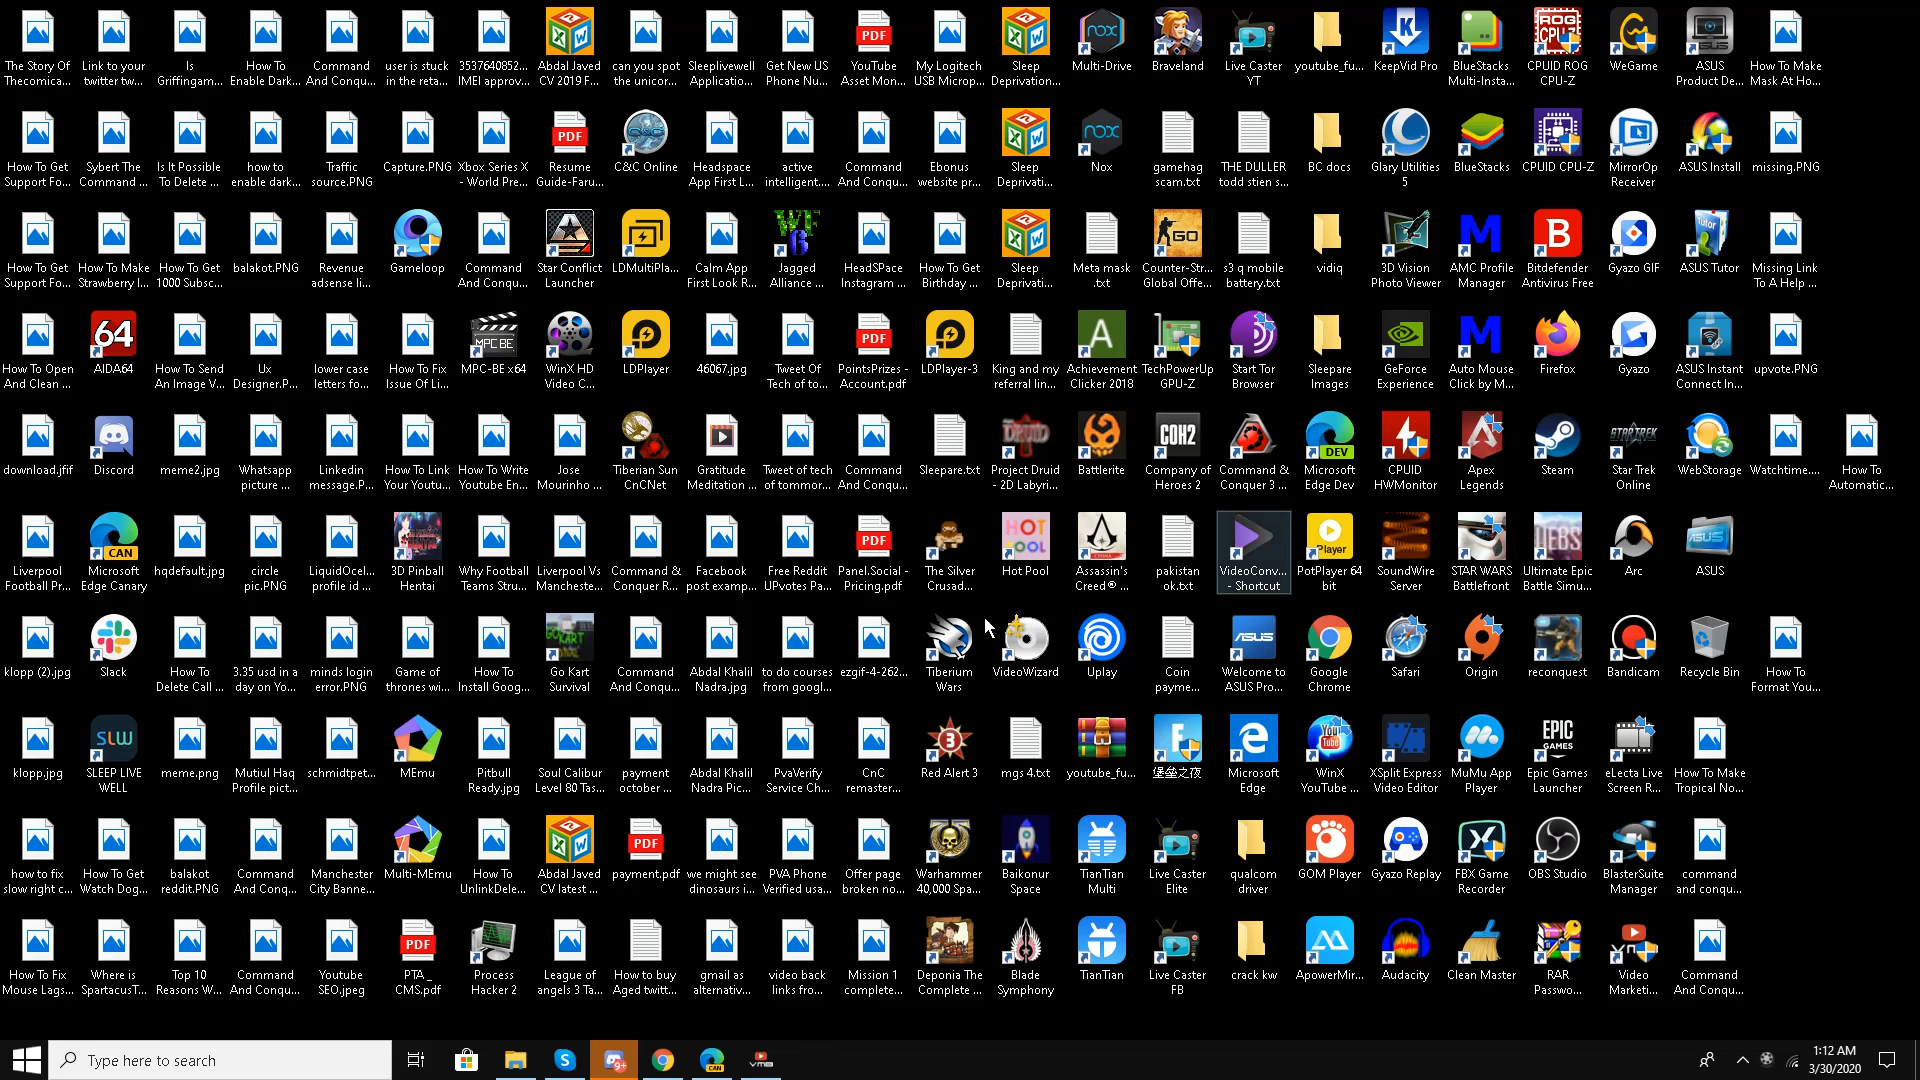 The Story Of
Thecomica...
Link to your
twitter tw...
Is
Griffingam...
How To
Enable Dark...
Command
And Conqu...
user is stuck
in the reta...
3537640852...
IMEI approv...
Abdal Javed
CV 2019 F...
can you spot
the unicor...
Sleeplivewell
Applicatio...
Get New US
Phone Nu...
PDF
YouTube
Asset Mon...
My Logitech
USB Microp...
Sleep
Deprivatio...
nox
Multi-Drive
Braveland
Live Caster
YT
youtube_fu...
KeepVid Pro
BlueStacks
Multi-Insta...
ROG
CPU-Z
CPUID ROG
CPU-Z
WeGame
ASUS
Product De...
How To Make
Mask At Ho...
How To Get
Support Fo...
Sybert The
Command ...
Is It Possible
To Delete ...
how to
enable dark...
Traffic
source.PNG
Capture.PNG
Xbox Series X
- World Pre...
PDF
Resume
Guide-Faru...
C&C Online
Headspace
App First L...
active
intelligent....
Command
And Conqu...
Ebonus
website pr...
Sleep
Deprivati...
nox
Nox
gamehag
scam.txt
THE DULLER
todd stien s...
BC docs
Glary Utilities
5
BlueStacks
CPUID CPU-Z
MirrorOp
Receiver
ASUS Install
missing.PNG
How To Get
Support Fo...
How To Make
Strawberry I...
How To Get
1000 Subsc...
balakot.PNG
Revenue
adsense li...
Gameloop
Command
And Conqu...
Star Conflict
Launcher
LDMultiPla...
Calm App
First Look R...
Jagged
Alliance ...
HeadSPace
Instagram ...
How To Get
Birthday ...
Sleep
Deprivati...
Meta mask
.txt
GO
Counter-Str...
Global Offe...
s3 q mobile
battery.txt
vidiq
3D Vision
Photo Viewer
AMC Profile
Manager
B
Bitdefender
Antivirus Free
Gyazo GIF
Tutor
ASUS Tutor
Missing Link
To A Help ...
How To Open
And Clean ...
64
AIDA64
How To Send
An Image V...
Ux
Designer.P...
lower case
letters fo...
How To Fix
Issue Of Li...
MPC BE
MPC-BE x64
WinX HD
Video C...
LDPlayer
46067.jpg
Tweet Of
Tech of to...
PDF
PointsPrizes -
Account.pdf
LDPlayer-3
King and my
referral lin...
A
Achievement
Clicker 2018
TechPowerUp
GPU-Z
Start Tor
Browser
Sleepare
Images
GeForce
Experience
Auto Mouse
Click by M...
Firefox
Gyazo
ASUS Instant
Connect In...
upvote.PNG
download.jfif
Discord
meme2.jpg
Whatsapp
picture ...
Linkedin
message.P...
How To Link
Your Youtu...
How To Write
Youtube En...
Jose
Mourinho ...
Tiberian Sun
CnCNet
Gratitude
Meditation ...
Tweet of tech
of tommor...
Command
And Conqu...
Sleepare.txt
Project Druid
- 2D Labyri...
Battlerite
COH2
Company of
Heroes 2
Command &
Conquer 3 ...
DEV
Microsoft
Edge Dev
CPUID
HWMonitor
Apex
Legends
Steam
STAR TREK
Star Trek
Online
WebStorage
Watchtime....
How To
Automatic...
Liverpool
Football Pr...
CAN
Microsoft
Edge Canary
hqdefault.jpg
circle
pic.PNG
LiquidOcel...
profile id ...
3D Pinball
Hentai
Why Football
Teams Stru...
Liverpool Vs
Mancheste...
Command &
Conquer R...
Facebook
post examp...
Free Reddit
UPvotes Pa...
PDF
Panel.Social -
Pricing.pdf
The Silver
Crusad...
HOT
POOL
Hot Pool
CHINA
Assassin's
Creed® ...
pakistan
ok.txt
VideoConv...
- Shortcut
Player
PotPlayer 64
bit
SoundWire
Server
STAR WARS
Battlefront
Ultimate Epic
Battle Simu...
Arc
ASUS
klopp (2).jpg
Slack
How To
Delete Call ...
3.35 usd in a
day on Yo...
minds login
error.PNG
Game of
thrones wi...
How To
Install Goog...
GO KART
Go Kart
Survival
Command
And Conqu...
Abdal Khalil
Nadra.jpg
to do courses
from googl...
ezgif-4-262...
Tiberium
Wars
VideoWizard
Uplay
Coin
payme...
ASUS
Welcome to
ASUS Pro...
Google
Chrome
Safari
Origin
reconquest
Bandicam
Recycle Bin
How To
Format You...
klopp.jpg
SLW
SLEEP LIVE
WELL
meme.png
Mutiul Haq
Profile pict...
schmidtpet...
MEmu
Pitbull
Ready.jpg
Soul Calibur
Level 80 Tas...
payment
october ...
Abdal Khalil
Nadra Pic...
PvaVerify
Service Ch...
CnC
remaster...
Red Alert 3
mgs 4.txt
youtube_fu...
堡垒之夜
Microsoft
Edge
You
Tube
WinX
YouTube ...
XSplit Express
Video Editor
MuMu App
Player
EPIC
GAMES
Epic Games
Launcher
eLecta Live
Screen R...
How To Make
Tropical No...
how to fix
slow right c...
How To Get
Watch Dog...
balakot
reddit.PNG
Command
And Conq...
Manchester
City Banne...
Multi-MEmu
How To
UnlinkDele...
Abdal Javed
CV latest ...
PDF
payment.pdf
we might see
dinosaurs i...
PVA Phone
Verified usa...
Offer page
broken no...
Warhammer
40,000 Spa...
Baikonur
Space
TianTian
Multi
Live Caster
Elite
qualcom
driver
GOM Player
Gyazo Replay
FBX Game
Recorder
OBS Studio
BlasterSuite
Manager
command
and conqu...
How To Fix
Mouse Lags...
Where is
SpartacusT...
Top 10
Reasons W...
Command
And Conqu...
Youtube
SEO.jpeg
PDF
PTA_
CMS.pdf
Process
Hacker 2
League of
angels 3 Ta...
How to buy
Aged twitt...
gmail as
alternativ...
video back
links fro...
Mission 1
complete...
Deponia The
Complete ...
Blade
Symphony
TianTian
Live Caster
FB
crack kw
ApowerMir...
Audacity
Clean Master
RAR
Passwo...
Video
Marketi...
Command
And Conqu...
Type here to search
9+
CAN
1:12 AM
3/30/2020